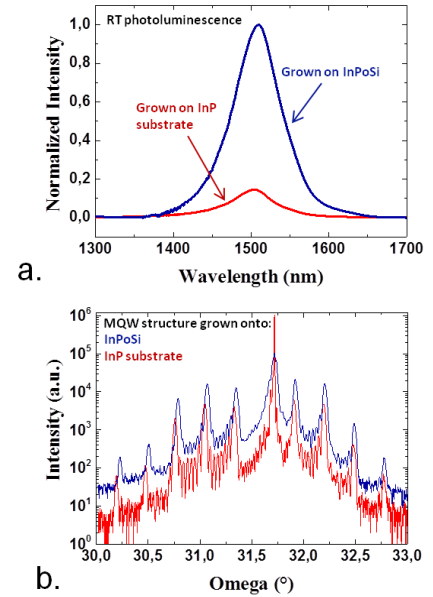 RT photoluminescence
Normalized Intensity
1,0
0,8
0,6
0,4
0,2
0,0
Grown on InPoSi
Grown on InP
substrate
1300 1400 1500 1600 1700
Wavelength (nm)
a.
MQW structure grown onto:
InPoSi
InP substrate
Intensity (a.u.)
10⁶
10⁵
10⁴
10³
10²
10¹
10⁰
30,0 30,5 31,0 31,5 32,0 32,5 33,0
Omega (°)
b.